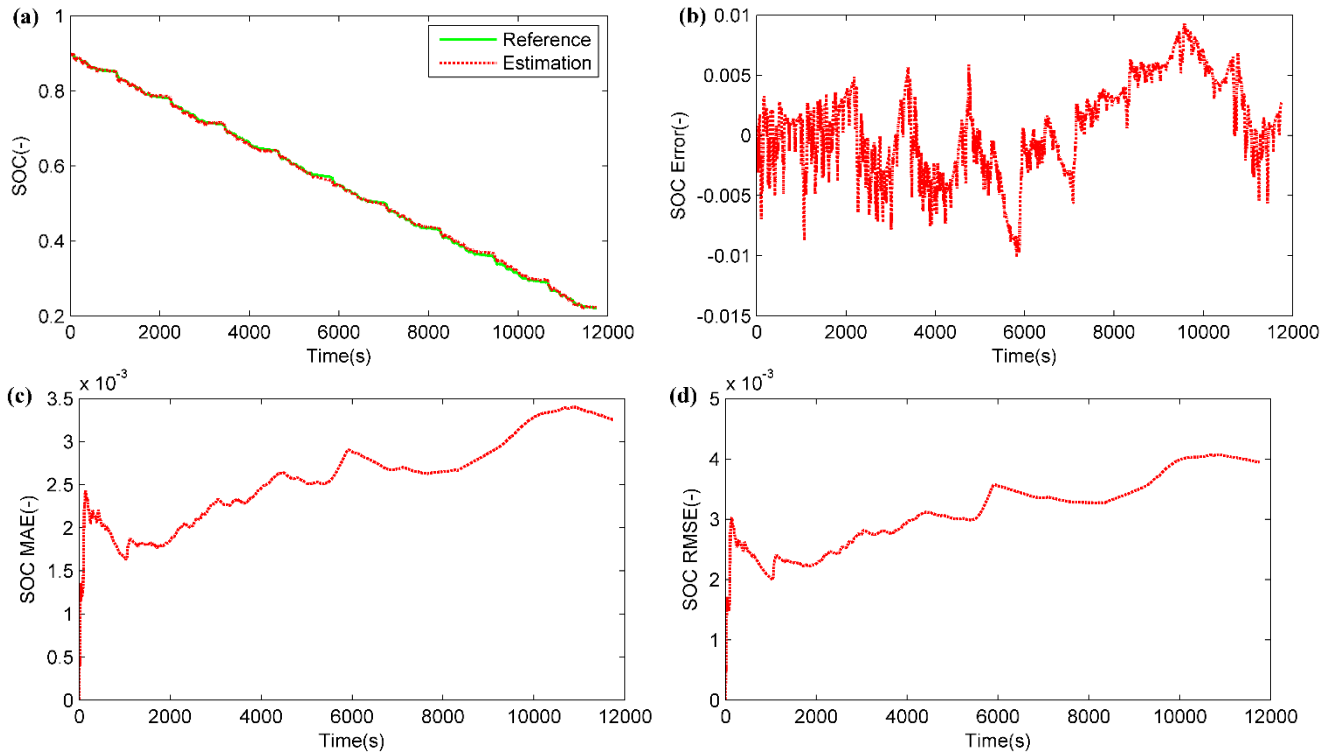 (a)
1
0.8
0.6
0.4
0.2
SOC(-)
Reference
Estimation
0 2000 4000 6000 8000 10000 12000
Time(s)
(b)
0.01
0.005
0
-0.005
-0.01
-0.015
SOC Error(-)
0 2000 4000 6000 8000 10000 12000
Time(s)
(c)
x 10⁻³
3.5
3
2.5
2
1.5
1
0.5
0
SOC MAE(-)
0 2000 4000 6000 8000 10000 12000
Time(s)
(d)
x 10⁻³
5
4
3
2
1
0
SOC RMSE(-)
0 2000 4000 6000 8000 10000 12000
Time(s)